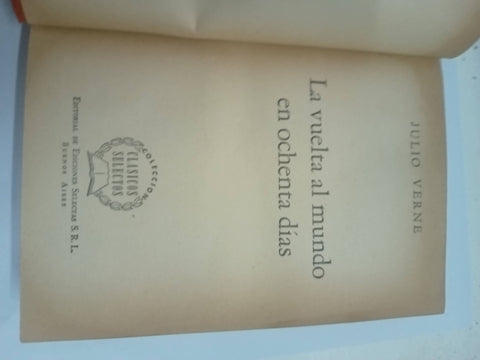 JULIO VERNE
La vuelta al mundo
en ochenta días
COLECCION
CLASICOS
SELECTOS
EDITORIAL DE EDICIONES SELECTAS S. R. L.
BUENOS AIRES